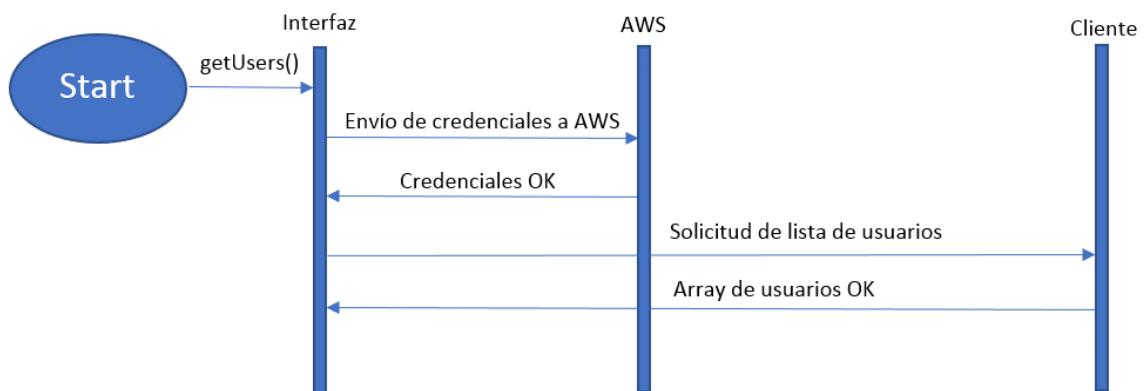 Interfaz
AWS
Cliente
getUsers()
Start
Envío de credenciales a AWS
Credenciales OK
Solicitud de lista de usuarios
Array de usuarios OK